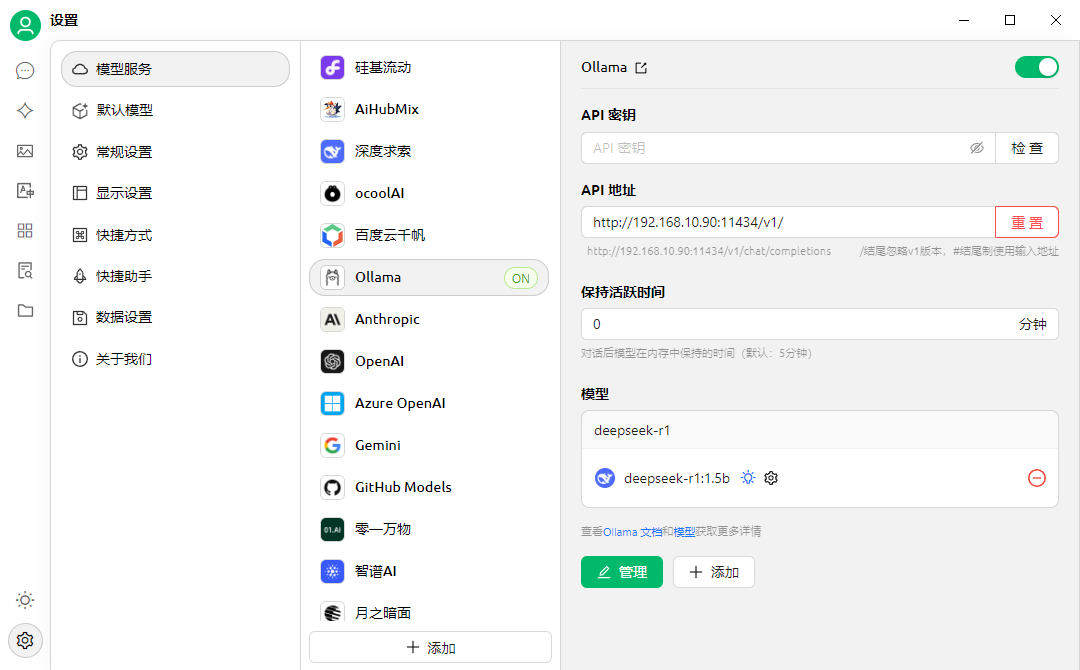 设置
模型服务
默认模型
常规设置
显示设置
快捷方式
快捷助手
数据设置
关于我们
硅基流动
AiHubMix
深度求索
ocoolAI
百度云千帆
Ollama ON
Anthropic
OpenAI
Azure OpenAI
Gemini
GitHub Models
01.AI 零一万物
智谱AI
月之暗面
添加
Ollama
API 密钥
API 密钥 检查
API 地址
http://192.168.10.90:11434/v1/ 重置
http://192.168.10.90:11434/v1/chat/completions /结尾忽略v1版本，#结尾制使用输入地址
保持活跃时间
0 分钟
对话后模型在内存中保持的时间（默认：5分钟）
模型
deepseek-r1
deepseek-r1:1.5b
查看Ollama 文档和模型获取更多详情
管理 添加